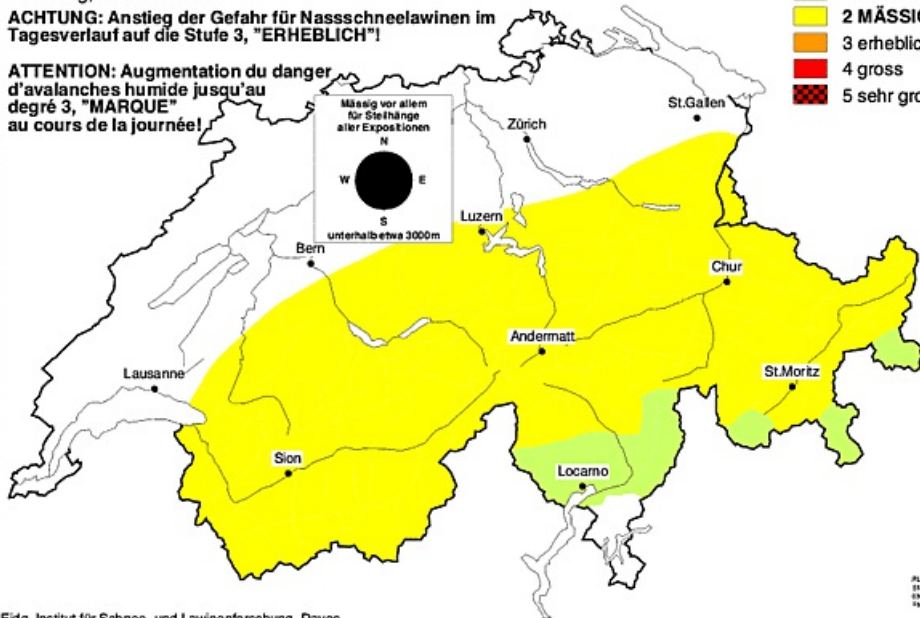 ACHTUNG: Anstieg der Gefahr für Nassschneelawinen im
Tagesverlauf auf die Stufe 3, "ERHEBLICH"!
ATTENTION: Augmentation du danger
d'avalanches humide jusqu'au
degré 3, "MARQUE"
au cours de la journée!
2 MÄSSIG
3 erheblic
4 gross
5 sehr gro
Mässig vor allem
für Steilhänge
aller Expositionen
N
W E
S
unterhalb etwa 3000m
St.Gallen
Zürich
Luzern
Bern
Chur
Andermatt
Lausanne
St.Moritz
Sion
Locarno
Eidg. Institut für Schnee- und Lawinenforschung, Davos